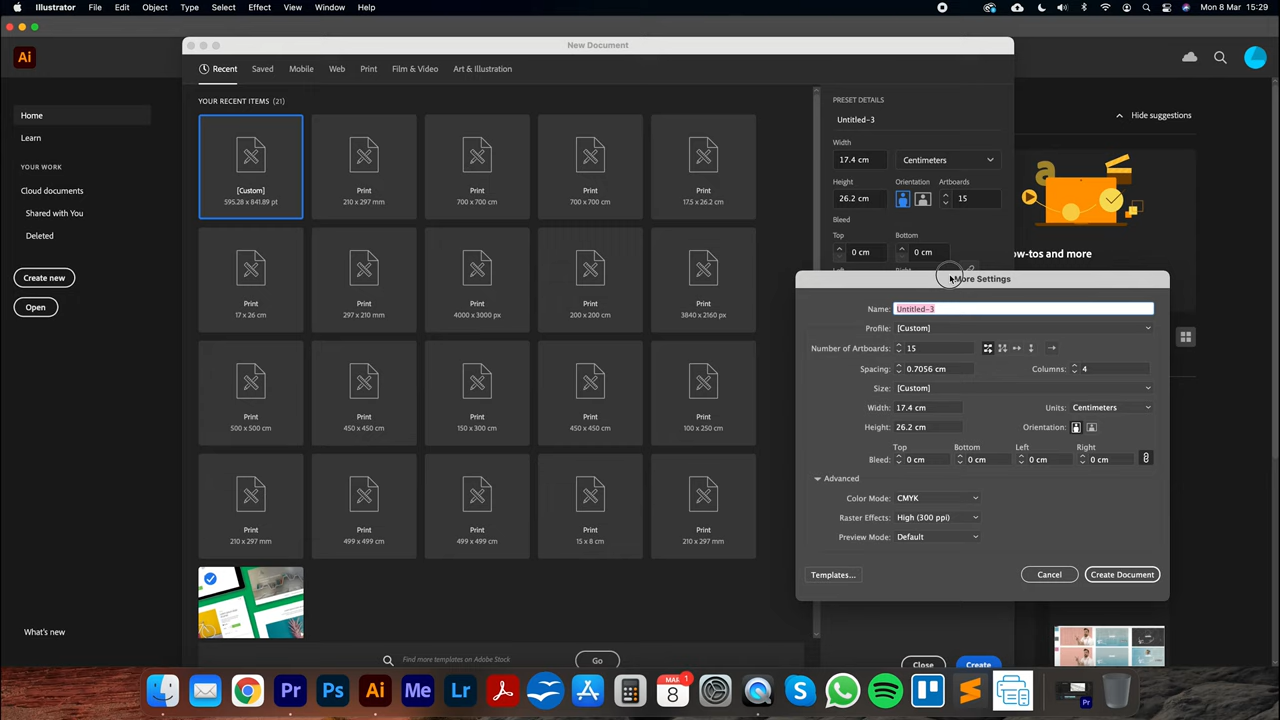 Illustrator File Edit Object Type Select Effect View Window Help
Mon 8 Mar 15:29
Ai
New Document
Recent Saved Mobile Web Print Film & Video Art & Illustration
YOUR RECENT ITEMS (21)
Home
Learn
YOUR WORK
Cloud documents
Shared with You
Deleted
Create new
Open
What's new
[Custom] Print Print Print Print
595.28 x 841.89 pt 210 x 297 mm 700 x 700 cm 700 x 700 cm 17.5 x 26.2 cm
Print Print Print Print Print
17 x 26 cm 297 x 210 mm 4000 x 3000 px 200 x 200 cm 3840 x 2160 px
Print Print Print Print Print
500 x 500 cm 450 x 450 cm 150 x 300 cm 450 x 450 cm 100 x 250 cm
Print Print Print Print Print
210 x 297 mm 499 x 499 cm 499 x 499 cm 15 x 8 cm 210 x 297 mm
Find more templates on Adobe Stock Go
PRESET DETAILS
Untitled-3
Width
17.4 cm Centimeters
Height Orientation Artboards
26.2 cm 15
Bleed
Top Bottom
0 cm 0 cm
Close Create
Hide suggestions
a
ow-tos and more
More Settings
Name: Untitled-3
Profile: [Custom]
Number of Artboards: 15
Spacing: 0.7056 cm Columns: 4
Size: [Custom]
Width: 17.4 cm Units: Centimeters
Height: 26.2 cm Orientation:
Top Bottom Left Right
Bleed: 0 cm 0 cm 0 cm 0 cm
Advanced
Color Mode: CMYK
Raster Effects: High (300 ppi)
Preview Mode: Default
Templates... Cancel Create Document
Pr Ps Ai Me Lr MAR 8 1 Pr